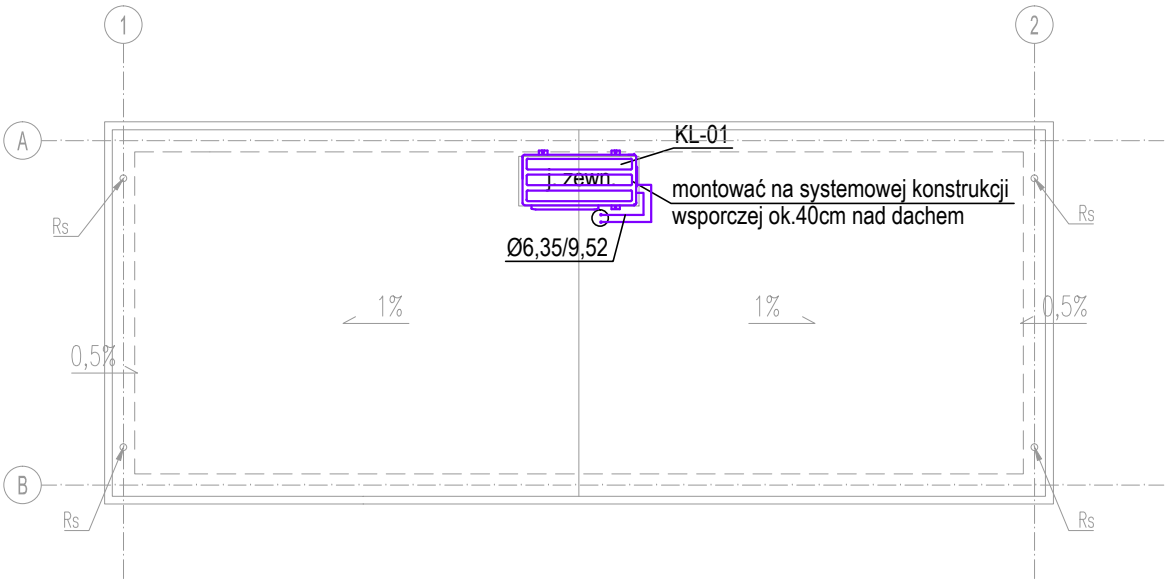 1
2
A
KL-01
j. zewn.
montować na systemowej konstrukcji
wsporczej ok.40cm nad dachem
Rs
Rs
Ø6,35/9,52
1%
1%
0,5%
0,5%
B
Rs
Rs